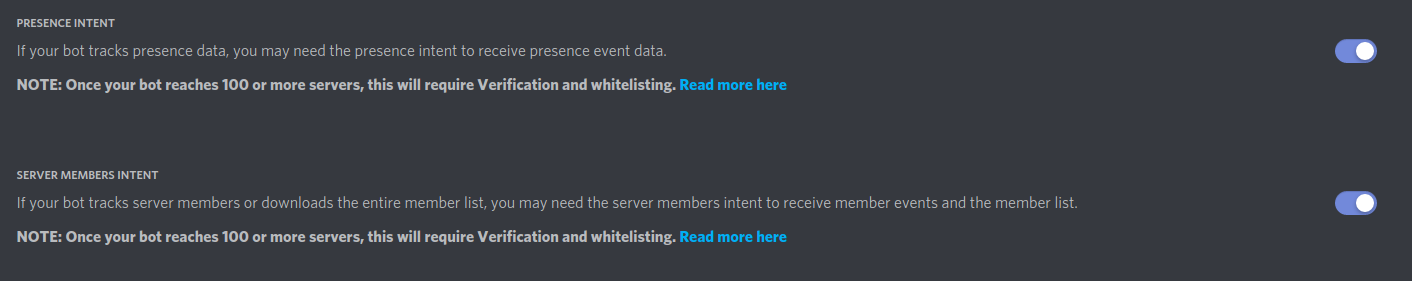 PRESENCE INTENT
If your bot tracks presence data, you may need the presence intent to receive presence event data.
NOTE: Once your bot reaches 100 or more servers, this will require Verification and whitelisting. Read more here
SERVER MEMBERS INTENT
If your bot tracks server members or downloads the entire member list, you may need the server members intent to receive member events and the member list.
NOTE: Once your bot reaches 100 or more servers, this will require Verification and whitelisting. Read more here